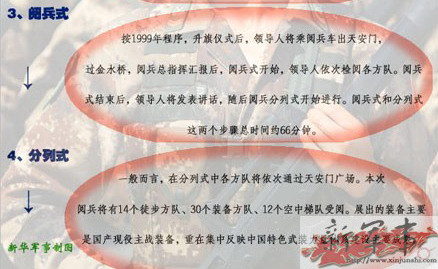 3、阅兵式
按1999年程序，升旗仪式后，领导人将乘阅兵车出天安门，
过金水桥，阅兵总指挥汇报后，阅兵式开始，领导人依次检阅各方队。阅兵
式结束后，领导人将发表讲话，随后阅兵分列式开始进行。阅兵式和分列式
这两个步骤总时间约66分钟。
4、分列式
一般而言，在分列式中各方队将依次通过天安门广场。本次
阅兵将有14个徒步方队、30个装备方队、12个空中梯队受阅。展出的装备主要
是国产现役主战装备，重在集中反映中国特色武装力量
新华军事制图
新军事
http://www.xinjunshi.com